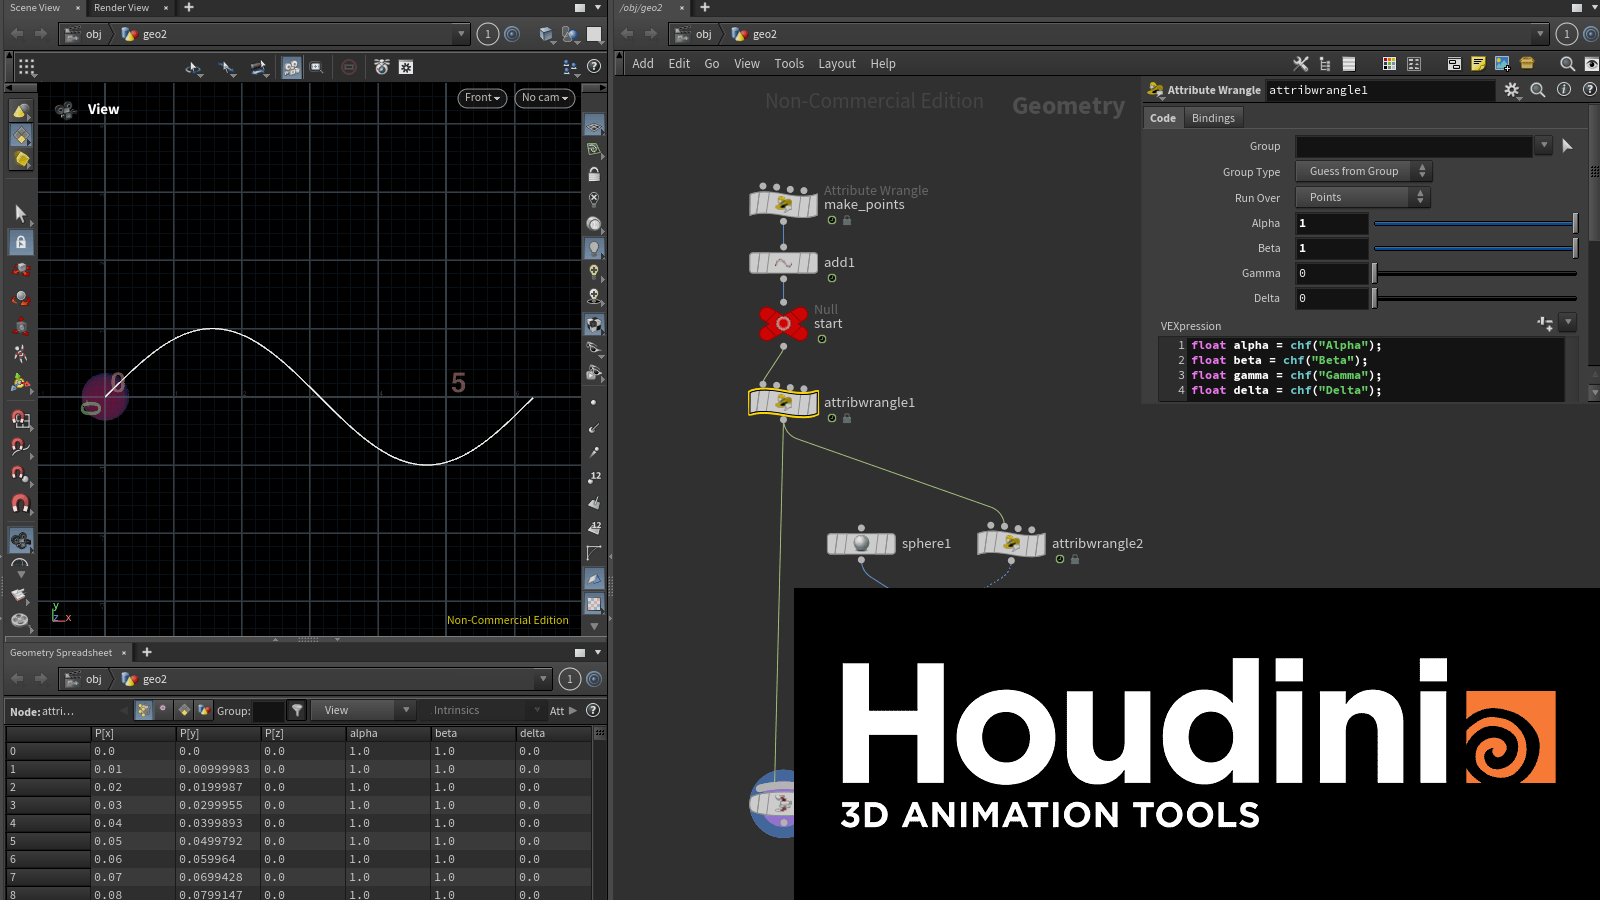 Scene View × Render View × +
obj geo2 1
View
Front No cam
0 5
0
y
z x
Non-Commercial Edition
Geometry Spreadsheet × +
obj geo2 1
Node: attri... Group: View Intrinsics Att
P[x] P[y] P[z] alpha beta delta
0 0.0 0.0 0.0 1.0 1.0 0.0
1 0.01 0.00999983 0.0 1.0 1.0 0.0
2 0.02 0.0199987 0.0 1.0 1.0 0.0
3 0.03 0.0299955 0.0 1.0 1.0 0.0
4 0.04 0.0399893 0.0 1.0 1.0 0.0
5 0.05 0.0499792 0.0 1.0 1.0 0.0
6 0.06 0.059964 0.0 1.0 1.0 0.0
7 0.07 0.0699428 0.0 1.0 1.0 0.0
8 0.08 0.0799147 0.0 1.0 1.0 0.0
/obj/geo2 × +
obj geo2 1
Add Edit Go View Tools Layout Help
Non-Commercial Edition Geometry
Attribute Wrangle
make_points
add1
Null
start
attribwrangle1
sphere1 attribwrangle2
Attribute Wrangle attribwrangle1
Code Bindings
Group
Group Type Guess from Group
Run Over Points
Alpha 1
Beta 1
Gamma 0
Delta 0
VEXpression
1 float alpha = chf("Alpha");
2 float beta = chf("Beta");
3 float gamma = chf("Gamma");
4 float delta = chf("Delta");
Houdini
3D ANIMATION TOOLS